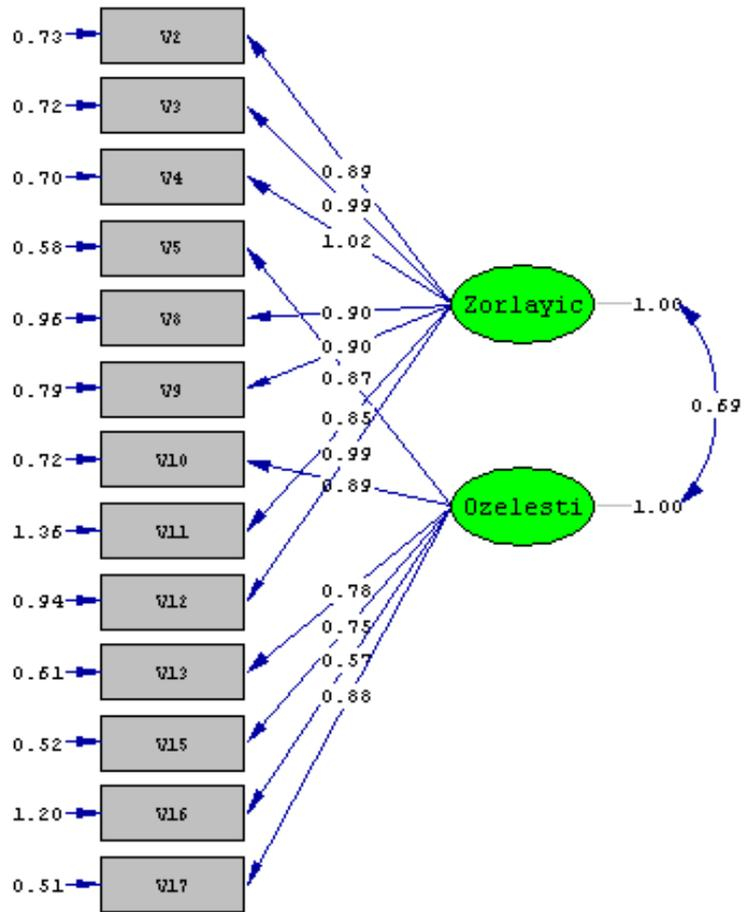 0.73 V2
0.72 V3
0.70 V4
0.58 V5
0.96 V8
0.79 V9
0.72 V10
1.36 V11
0.94 V12
0.61 V13
0.52 V15
1.20 V16
0.51 V17
0.89
0.99
1.02
0.90
0.90
0.87
0.85
0.99
0.89
0.78
0.75
0.57
0.88
Zorlayic 1.00
0.69
Ozelesti 1.00